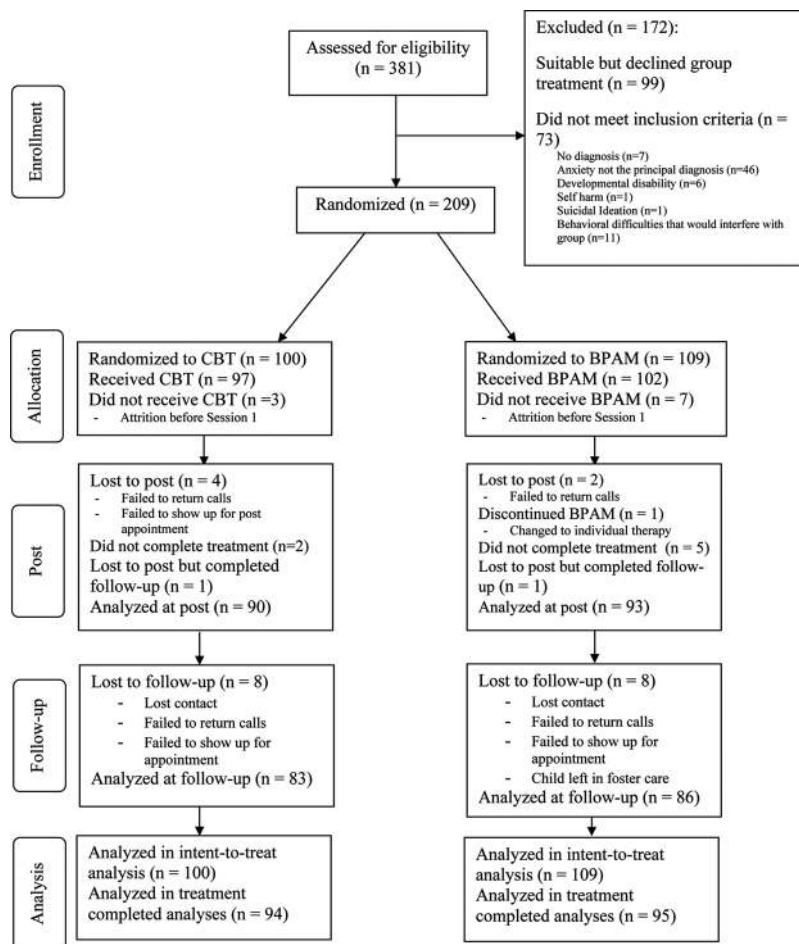 Enrollment
Assessed for eligibility
(n = 381)
Excluded (n = 172):
Suitable but declined group
treatment (n = 99)
Did not meet inclusion criteria (n =
73)
No diagnosis (n=7)
Anxiety not the principal diagnosis (n=46)
Developmental disability (n=6)
Self harm (n=1)
Suicidal Ideation (n=1)
Behavioral difficulties that would interfere with
group (n=11)
Randomized (n = 209)
Allocation
Randomized to CBT (n = 100)
Received CBT (n = 97)
Did not receive CBT (n =3)
- Attrition before Session 1
Randomized to BPAM (n = 109)
Received BPAM (n = 102)
Did not receive BPAM (n = 7)
- Attrition before Session 1
Post
Lost to post (n = 4)
- Failed to return calls
- Failed to show up for post
appointment
Did not complete treatment (n=2)
Lost to post but completed
follow-up (n = 1)
Analyzed at post (n = 90)
Lost to post (n = 2)
- Failed to return calls
Discontinued BPAM (n = 1)
- Changed to individual therapy
Did not complete treatment (n = 5)
Lost to post but completed follow-
up (n = 1)
Analyzed at post (n = 93)
Follow-up
Lost to follow-up (n = 8)
- Lost contact
- Failed to return calls
- Failed to show up for
appointment
Analyzed at follow-up (n = 83)
Lost to follow-up (n = 8)
- Lost contact
- Failed to return calls
- Failed to show up for
appointment
- Child left in foster care
Analyzed at follow-up (n = 86)
Analysis
Analyzed in intent-to-treat
analysis (n = 100)
Analyzed in treatment
completed analyses (n = 94)
Analyzed in intent-to-treat
analysis (n = 109)
Analyzed in treatment
completed analyses (n = 95)